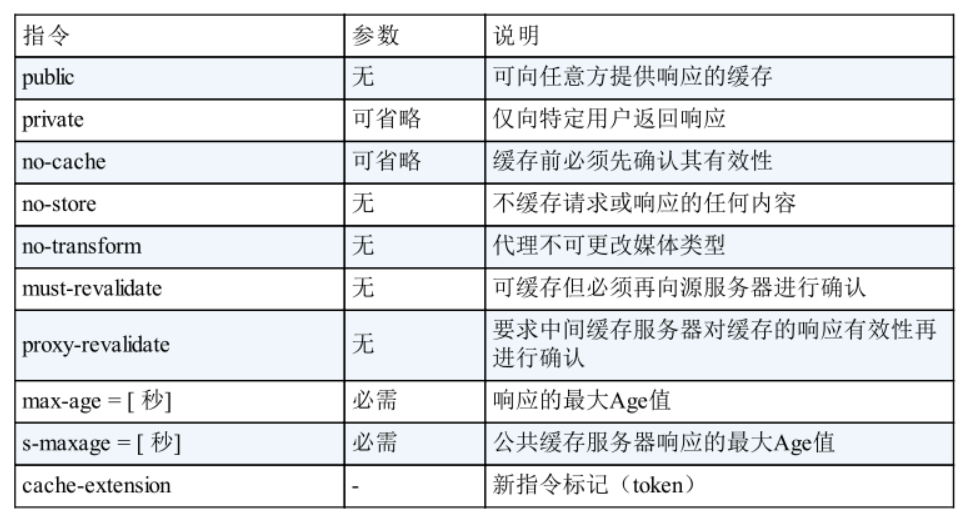 指令 参数 说明
public 无 可向任意方提供响应的缓存
private 可省略 仅向特定用户返回响应
no-cache 可省略 缓存前必须先确认其有效性
no-store 无 不缓存请求或响应的任何内容
no-transform 无 代理不可更改媒体类型
must-revalidate 无 可缓存但必须再向源服务器进行确认
proxy-revalidate 无 要求中间缓存服务器对缓存的响应有效性再
进行确认
max-age = [ 秒] 必需 响应的最大Age值
s-maxage = [ 秒] 必需 公共缓存服务器响应的最大Age值
cache-extension - 新指令标记（token）